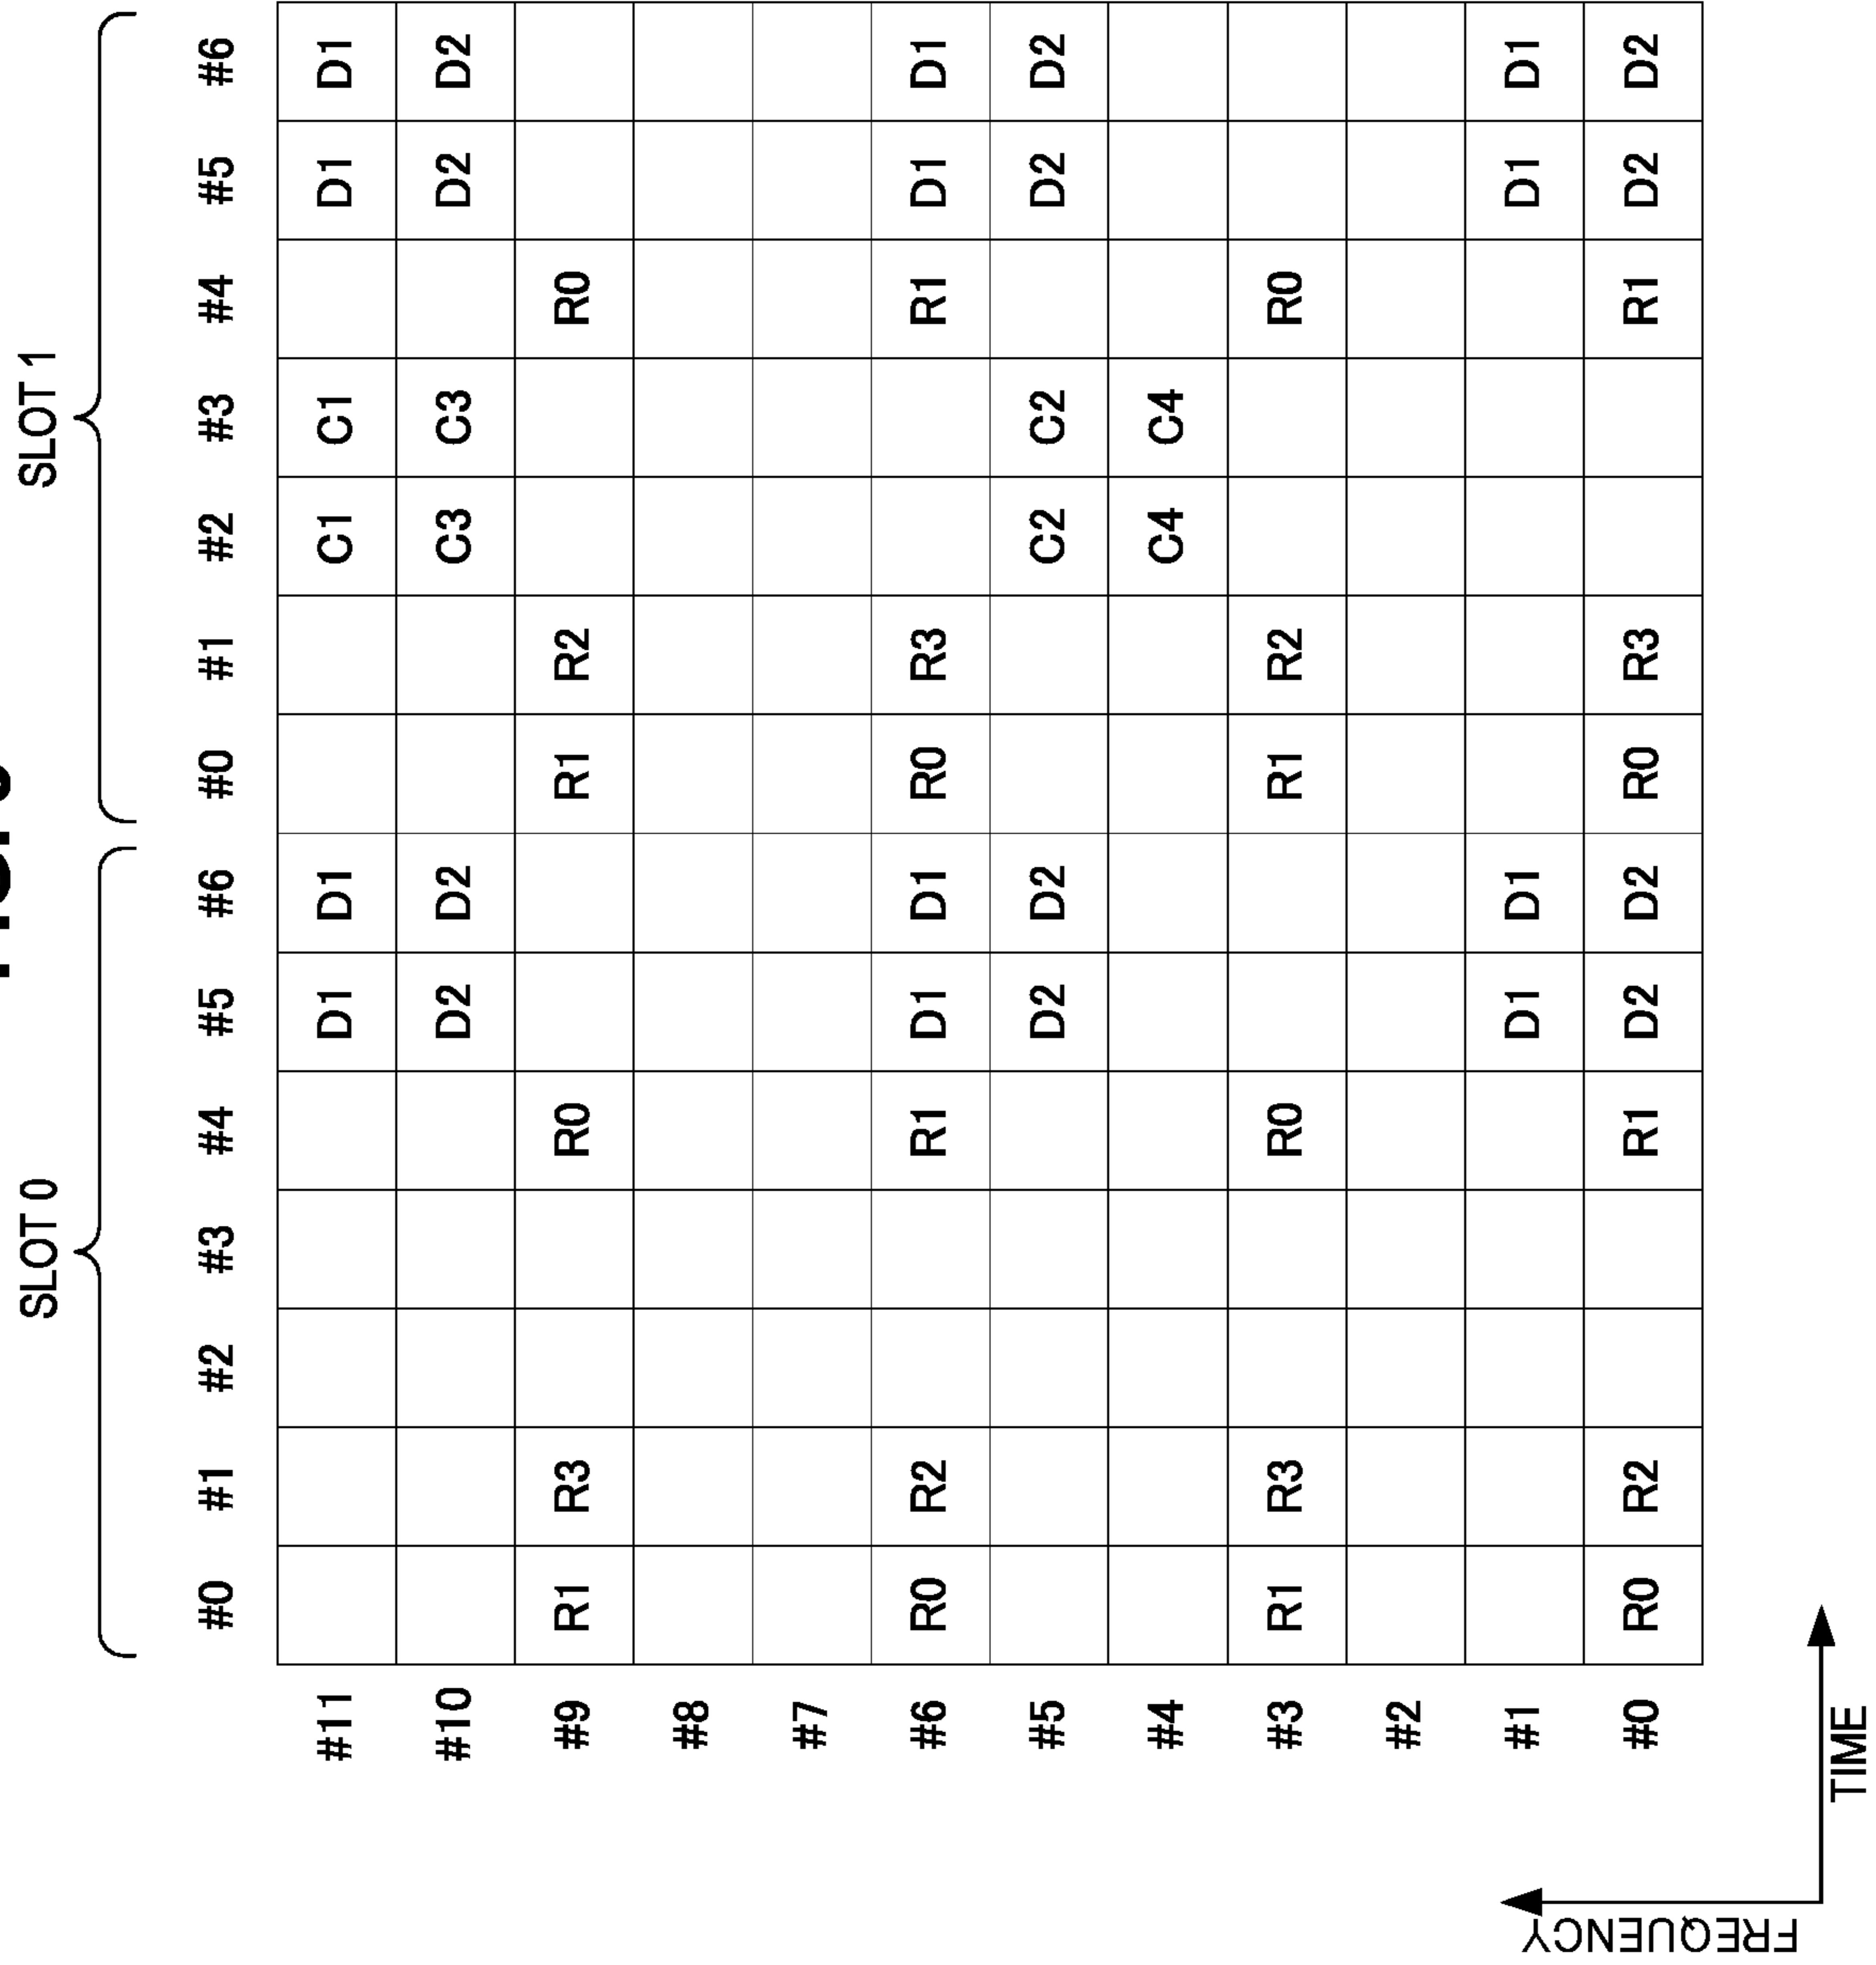 SLOT 0 SLOT 1
#0 #1 #2 #3 #4 #5 #6 #0 #1 #2 #3 #4 #5 #6
#11 D1 D1 C1 C1 D1 D1
#10 D2 D2 C3 C3 D2 D2
#9 R1 R3 R0 R1 R2 R0
#8
#7
#6 R0 R2 R1 D1 D1 R0 R3 R1 D1 D1
#5 D2 D2 C2 C2 D2 D2
#4 C4 C4
#3 R1 R3 R0 R1 R2 R0
#2
#1 D1 D1 D1 D1
#0 R0 R2 R1 D2 D2 R0 R3 R1 D2 D2
FREQUENCY
TIME